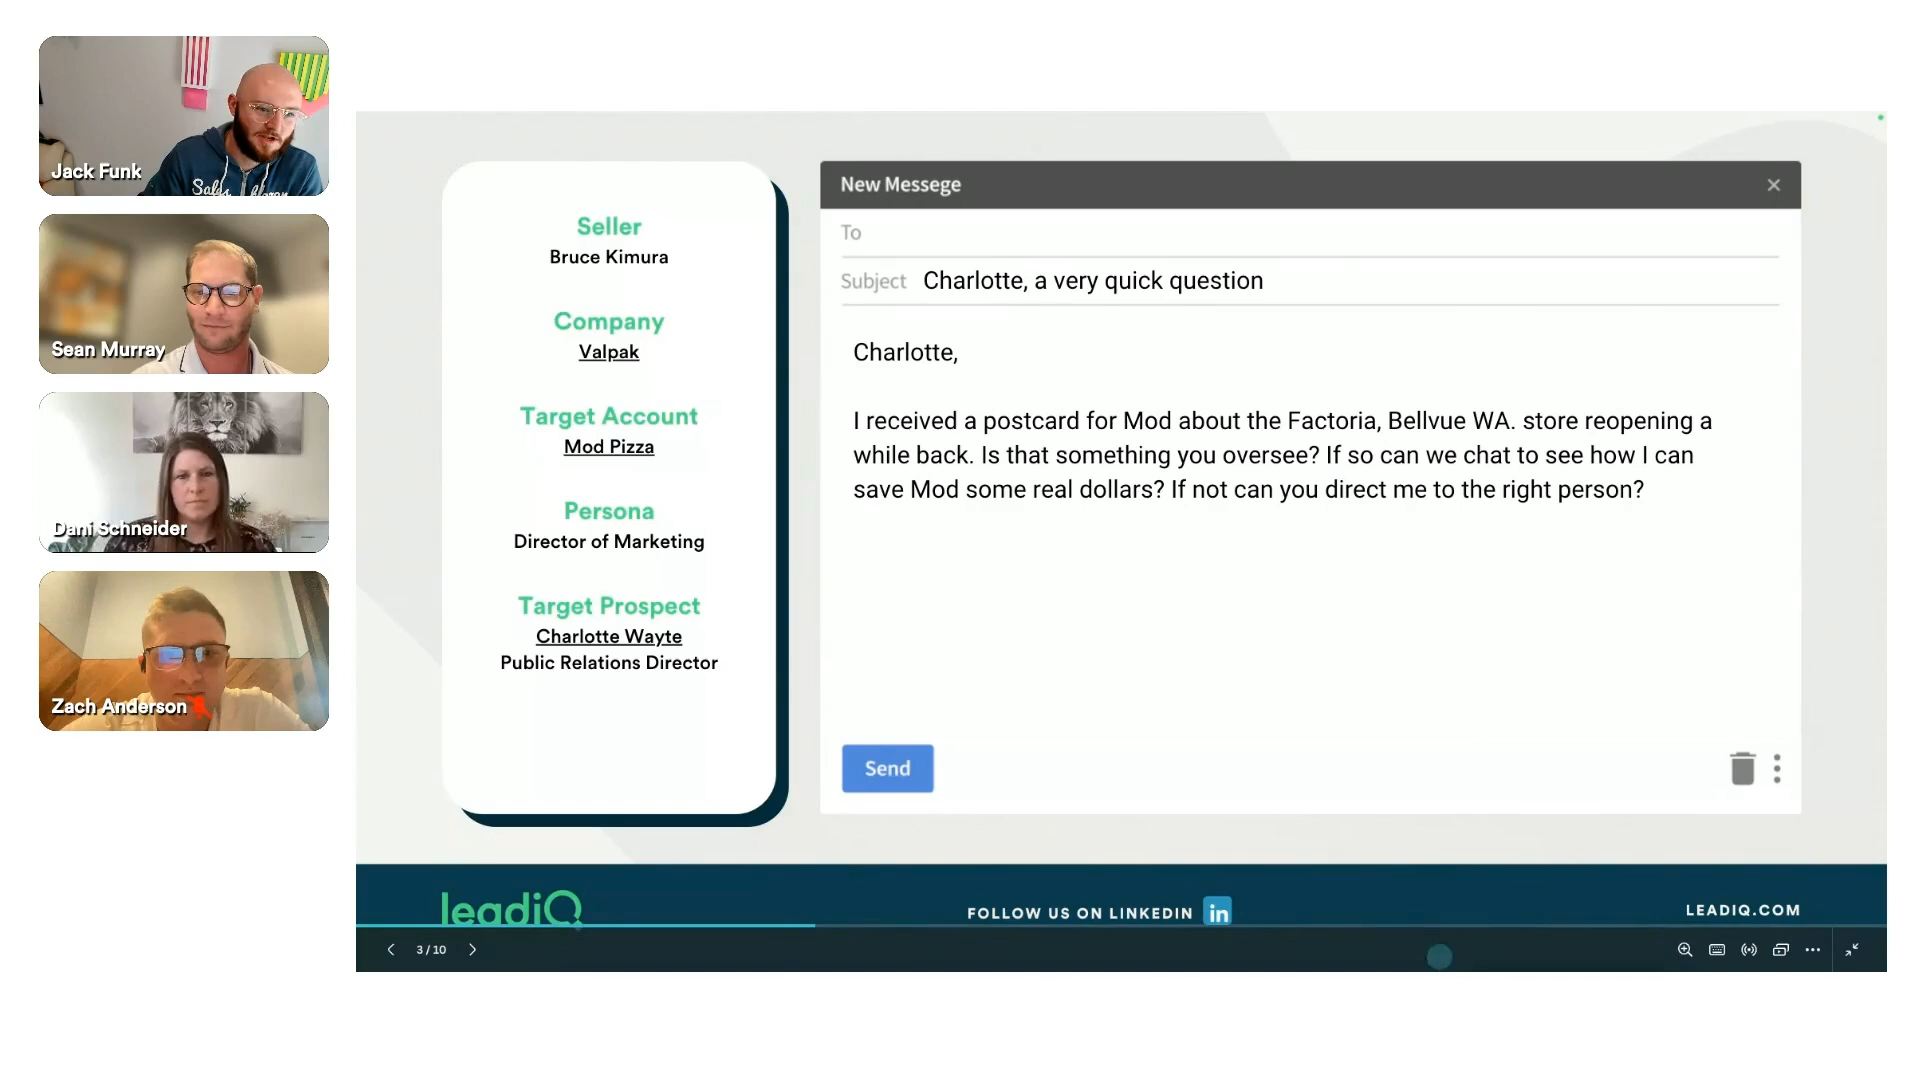 Jack Funk
Sean Murray
Dani Schneider
Zach Anderson
Seller
Bruce Kimura
Company
Valpak
Target Account
Mod Pizza
Persona
Director of Marketing
Target Prospect
Charlotte Wayte
Public Relations Director
New Messege
To
Subject Charlotte, a very quick question
Charlotte,
I received a postcard for Mod about the Factoria, Bellvue WA. store reopening a
while back. Is that something you oversee? If so can we chat to see how I can
save Mod some real dollars? If not can you direct me to the right person?
Send
leadiQ
FOLLOW US ON LINKEDIN in
LEADIQ.COM
3 / 10